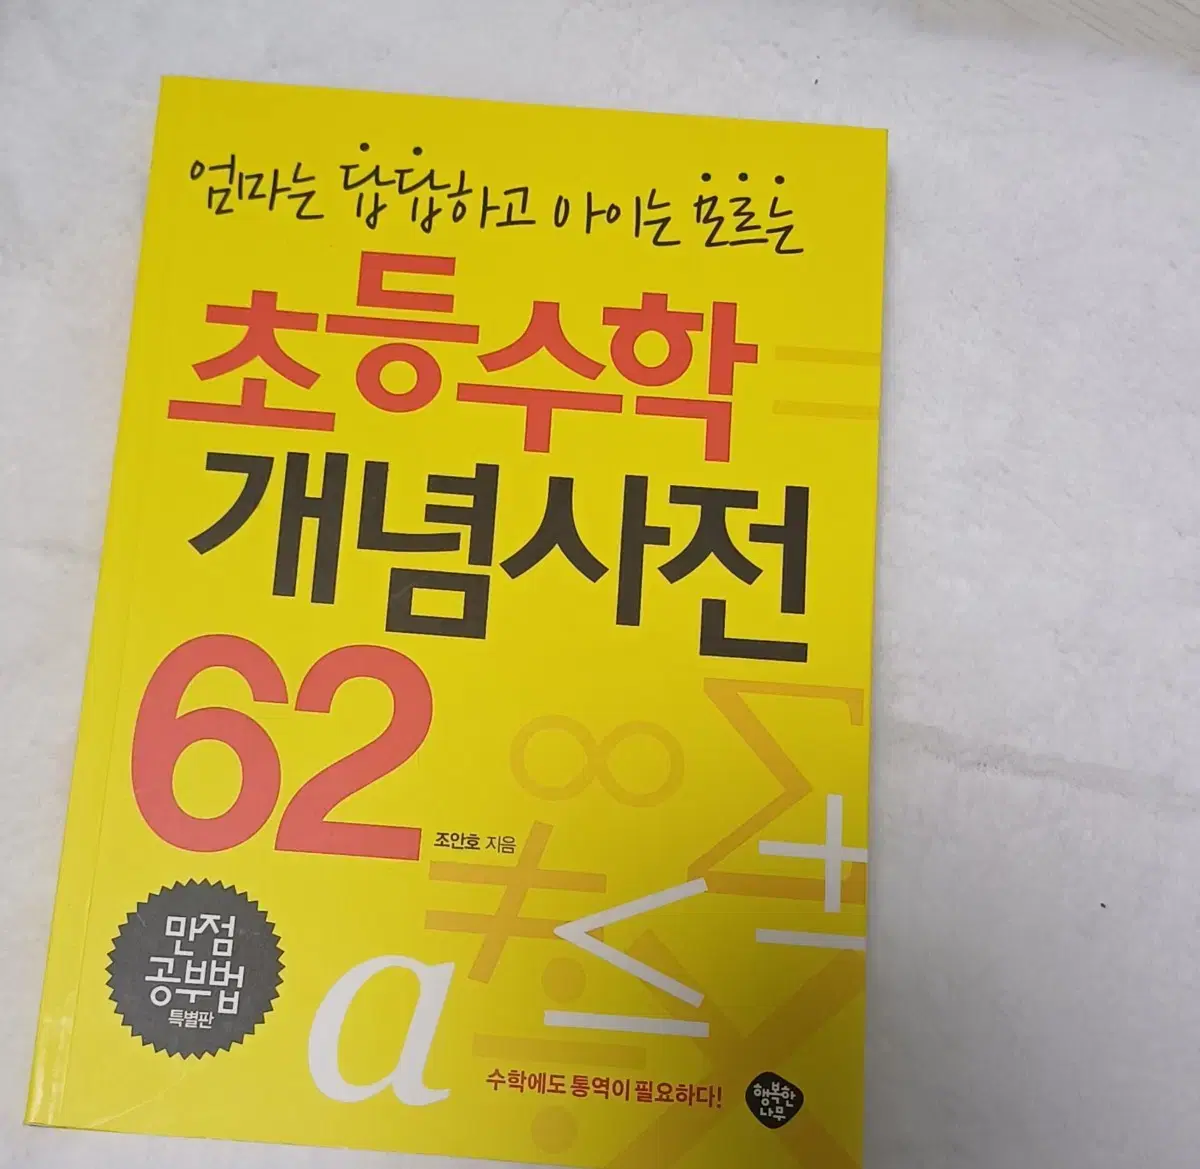 엄마는 답답하고 아이는 모르는
초등수학
개념사전
62
조안호 지음
만점
공부법
특별판
수학에도 통역이 필요하다!
행복한
나무